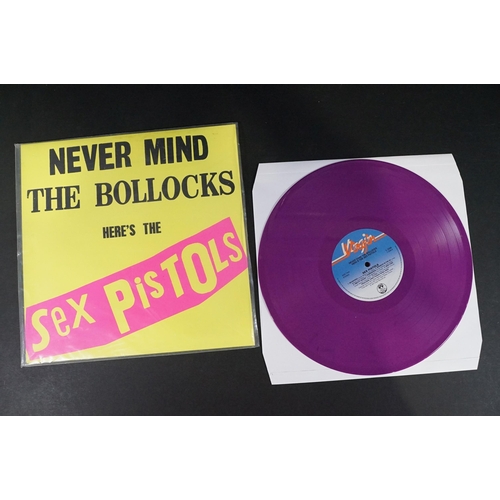 NEVER MIND
THE BOLLOCKS
HERE'S THE
Sex PisTOLs
Virgin